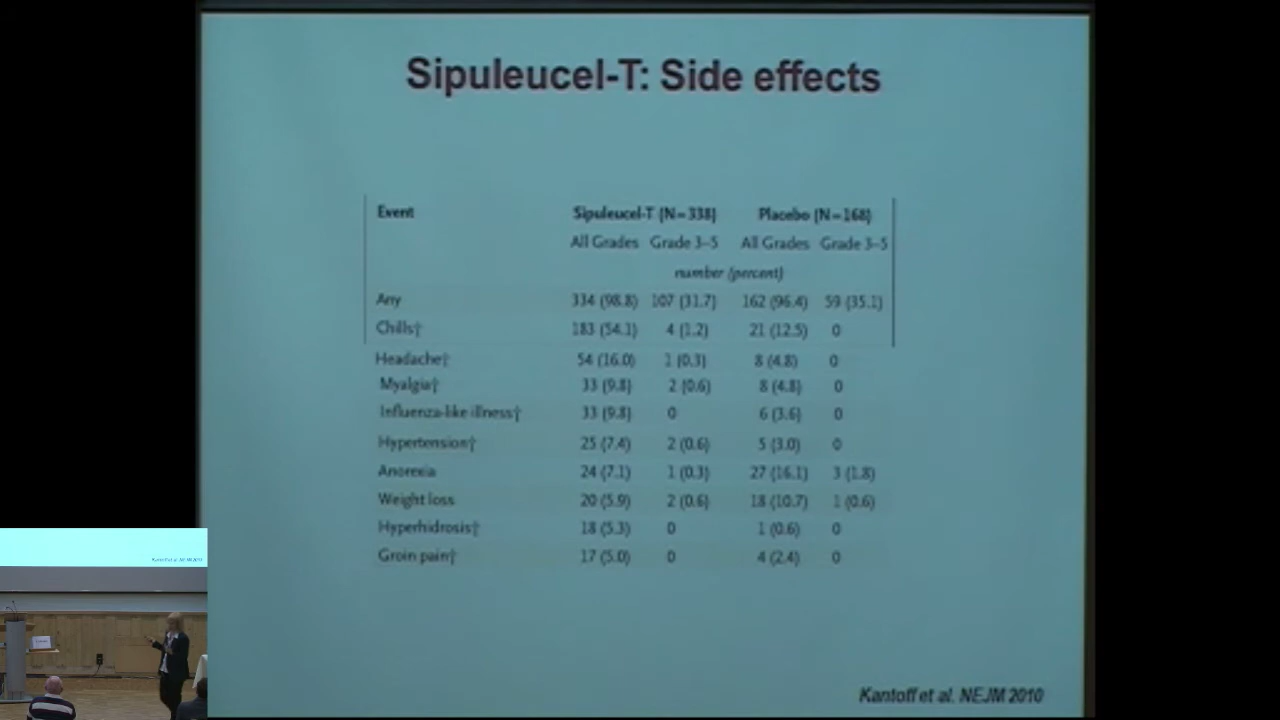 Sipuleucel-T: Side effects
Event Sipuleucel-T (N=338) Placebo (N=168)
All Grades Grade 3–5 All Grades Grade 3–5
number (percent)
Any 334 (98.8) 107 (31.7) 162 (96.4) 59 (35.1)
Chills† 183 (54.1) 4 (1.2) 21 (12.5) 0
Headache† 54 (16.0) 1 (0.3) 8 (4.8) 0
Myalgia† 33 (9.8) 2 (0.6) 8 (4.8) 0
Influenza-like illness† 33 (9.8) 0 6 (3.6) 0
Hypertension† 25 (7.4) 2 (0.6) 5 (3.0) 0
Anorexia 24 (7.1) 1 (0.3) 27 (16.1) 3 (1.8)
Weight loss 20 (5.9) 2 (0.6) 18 (10.7) 1 (0.6)
Hyperhidrosis† 18 (5.3) 0 1 (0.6) 0
Groin pain† 17 (5.0) 0 4 (2.4) 0
Kantoff et al. NEJM 2010